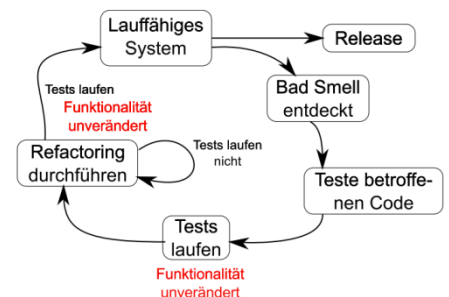 Lauffähiges
System
Release
Bad Smell
entdeckt
Tests laufen
Funktionalität
unverändert
Tests laufen
nicht
Refactoring
durchführen
Teste betroffe-
nen Code
Tests
laufen
Funktionalität
unverändert